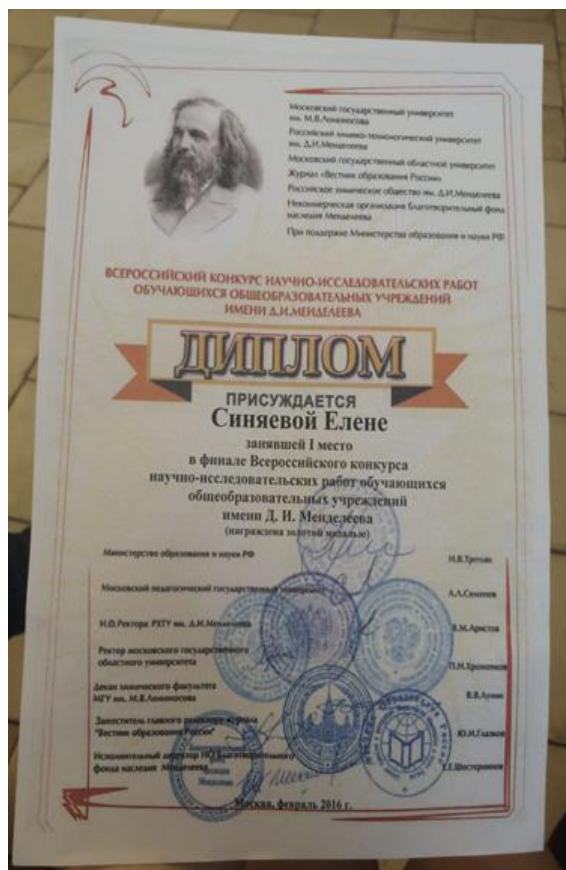 Московский государственный университет
им. М.В.Ломоносова
Российский химико-технологический университет
им. Д.И.Менделеева
Московский государственный областной университет
Журнал «Вестник образования России»
Российское химическое общество им. Д.И.Менделеева
Некоммерческая организация Благотворительный фонд
наследия Менделеева
При поддержке Министерства образования и науки РФ
ВСЕРОССИЙСКИЙ КОНКУРС НАУЧНО-ИССЛЕДОВАТЕЛЬСКИХ РАБОТ
ОБУЧАЮЩИХСЯ ОБЩЕОБРАЗОВАТЕЛЬНЫХ УЧРЕЖДЕНИЙ
ИМЕНИ Д.И.МЕНДЕЛЕЕВА
ДИПЛОМ
ПРИСУЖДАЕТСЯ
Синяевой Елене
занявшей I место
в финале Всероссийского конкурса
научно-исследовательских работ обучающихся
общеобразовательных учреждений
имени Д. И. Менделеева
(награждена золотой медалью)
Министерство образования и науки РФ Н.В.Третьяк
Московский педагогический государственный университет А.Л.Семенов
И.О.Ректора РХТУ им. Д.И.Менделеева В.М.Аристов
Ректор московского государственного
областного университета П.Н.Хроменков
Декан химического факультета
МГУ им. М.В.Ломоносова В.В.Лунин
Заместитель главного редактора журнала
"Вестник образования России" Ю.И.Глазков
Исполнительный директор НО Благотворительного
фонда наследия Менделеева
Москва, февраль 2016 г.